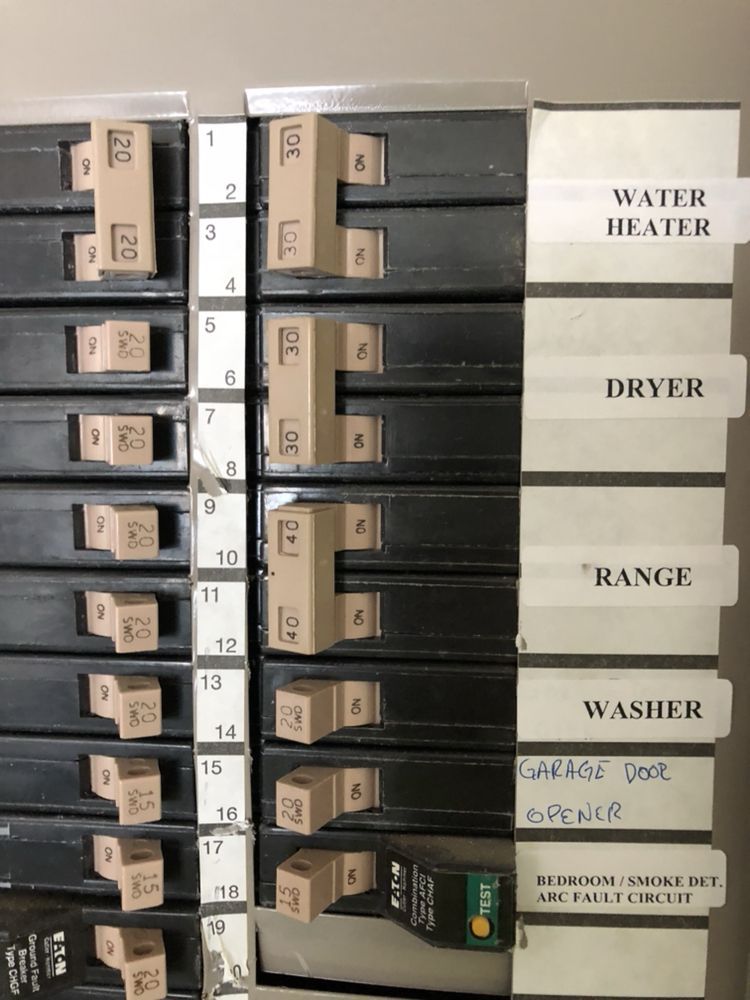 20
ON
1
2
30
ON
WATER
HEATER
20
ON
3
4
30
ON
ON
20
SWD
5
6
30
ON
DRYER
ON
20
SWD
7
8
30
ON
ON
20
SWD
9
10
40
ON
RANGE
ON
20
SWD
11
12
40
ON
ON
20
SWD
13
14
20
SWD
ON
WASHER
ON
15
SWD
15
16
20
SWD
ON
GARAGE DOOR
OPENER
ON
15
SWD
17
18
15
SWD
ON
EATON
Combination
Type AFCI
Type CHAF
TEST
BEDROOM / SMOKE DET.
ARC FAULT CIRCUIT
EATON
Ground Fault
Breaker
Type CHGF
ON
20
SWD
19